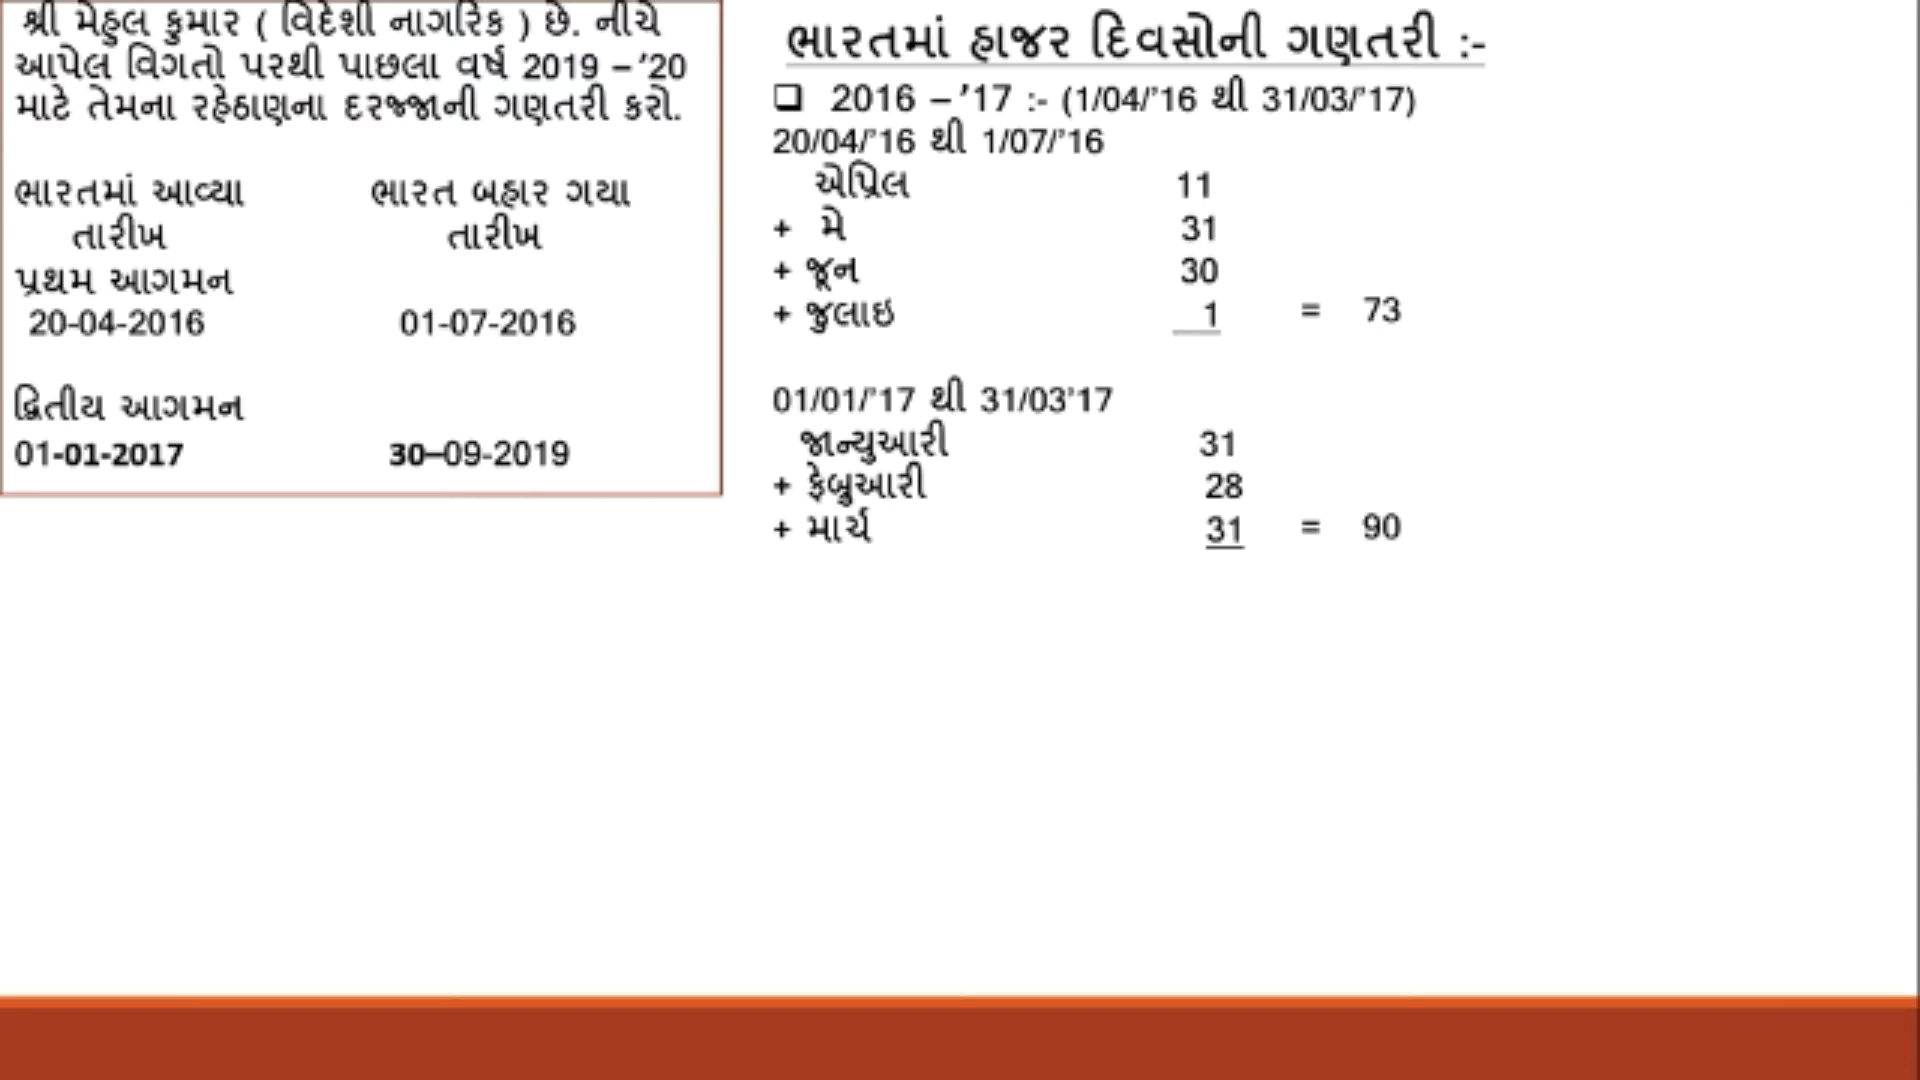 શ્રી મેહુલ કુમાર ( વિદેશી નાગરિક ) છે. નીચે
આપેલ વિગતો પરથી પાછલા વર્ષ 2019 – ’20
માટે તેમના રહેઠાણના દરજ્જાની ગણતરી કરો.
ભારતમાં આવ્યા ભારત બહાર ગયા
તારીખ તારીખ
પ્રથમ આગમન
20-04-2016 01-07-2016
દ્વિતીય આગમન
01-01-2017 30–09-2019
ભારતમાં હાજર દિવસોની ગણતરી :-
❑ 2016 – ’17 :- (1/04/’16 થી 31/03/’17)
20/04/’16 થી 1/07/’16
એપ્રિલ 11
+ મે 31
+ જૂન 30
+ જુલાઇ 1 = 73
01/01/’17 થી 31/03’17
જાન્યુઆરી 31
+ ફેબ્રુઆરી 28
+ માર્ચ 31 = 90